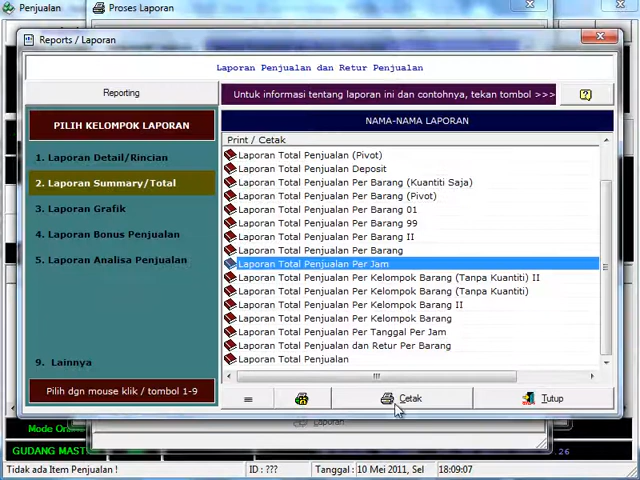 Penjualan
Proses Laporan
Reports / Laporan
Laporan Penjualan dan Retur Penjualan
Reporting
Untuk informasi tentang laporan ini dan contohnya, tekan tombol >>>
PILIH KELOMPOK LAPORAN
NAMA-NAMA LAPORAN
Print / Cetak
1. Laporan Detail/Rincian
2. Laporan Summary/Total
3. Laporan Grafik
4. Laporan Bonus Penjualan
5. Laporan Analisa Penjualan
9. Lainnya
Pilih dgn mouse klik / tombol 1-9
Laporan Total Penjualan (Pivot)
Laporan Total Penjualan Deposit
Laporan Total Penjualan Per Barang (Kuantiti Saja)
Laporan Total Penjualan Per Barang (Pivot)
Laporan Total Penjualan Per Barang 01
Laporan Total Penjualan Per Barang 99
Laporan Total Penjualan Per Barang II
Laporan Total Penjualan Per Barang
Laporan Total Penjualan Per Jam
Laporan Total Penjualan Per Kelompok Barang (Tanpa Kuantiti) II
Laporan Total Penjualan Per Kelompok Barang (Tanpa Kuantiti)
Laporan Total Penjualan Per Kelompok Barang II
Laporan Total Penjualan Per Kelompok Barang
Laporan Total Penjualan Per Tanggal Per Jam
Laporan Total Penjualan dan Retur Per Barang
Laporan Total Penjualan
Cetak
Tutup
Laporan
Mode Oran
GUDANG MAST
.26
Tidak ada Item Penjualan !
ID : ???
Tanggal : 10 Mei 2011, Sel
18:09:07